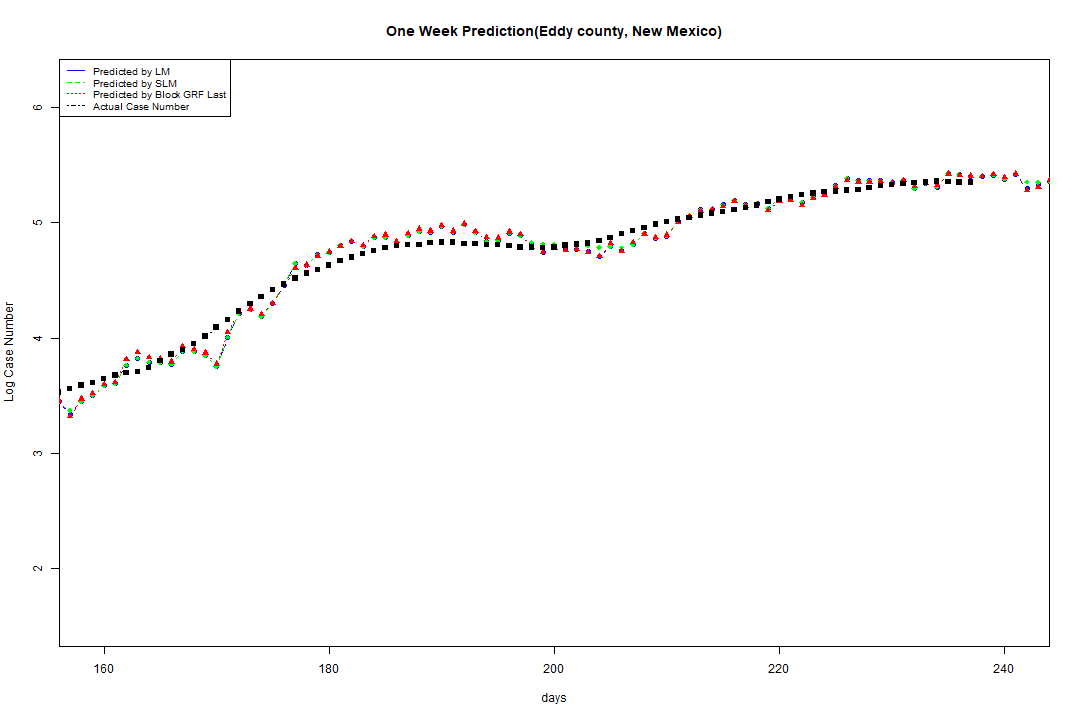 One Week Prediction(Eddy county, New Mexico)
Predicted by LM
Predicted by SLM
Predicted by Block GRF Last
Actual Case Number
6
5
4
3
2
Log Case Number
160 180 200 220 240
days